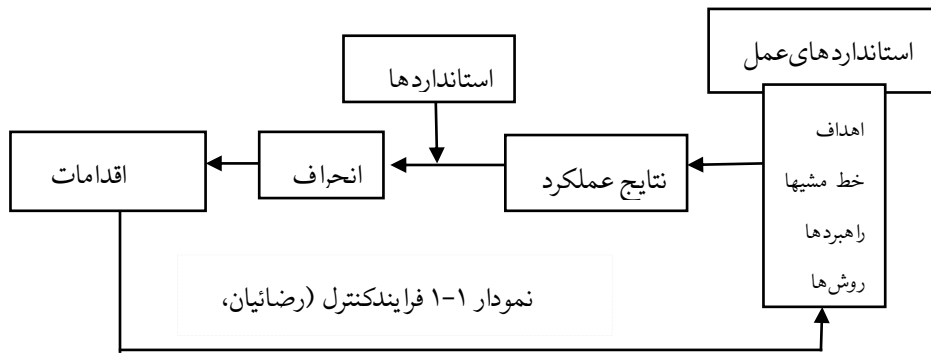 استانداردهای‌عمل
استانداردها
اهداف
خط مشیها
راهبردها
روش‌ها
نتایج عملکرد
انحراف
اقدامات
نمودار ۱-۱ فرایندکنترل (رضائیان،